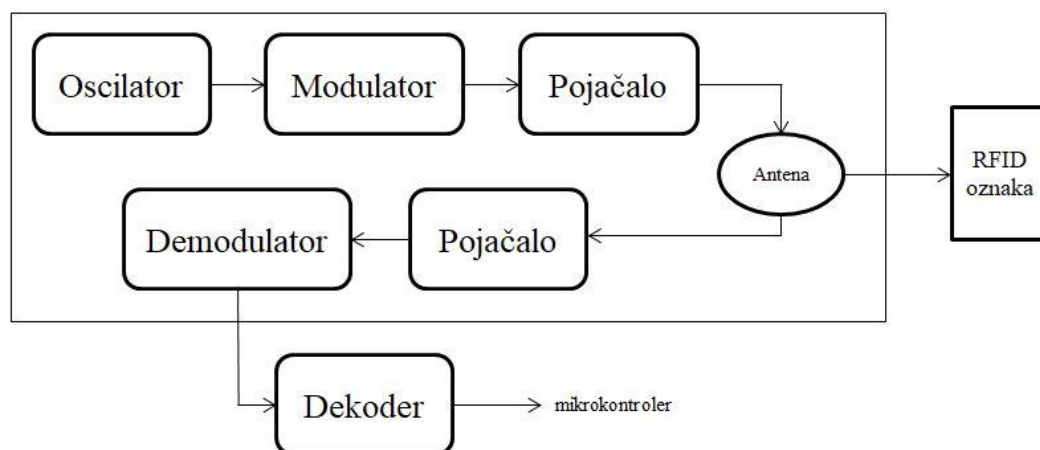 Oscilator
Modulator
Pojačalo
Antena
RFID
oznaka
Demodulator
Pojačalo
Dekoder
mikrokontroler